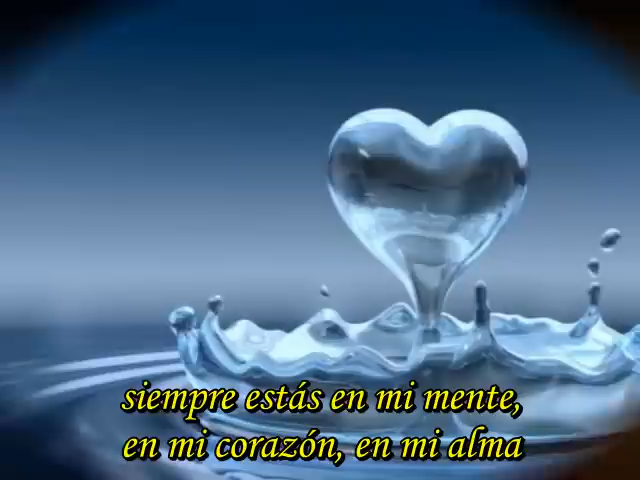 siempre estás en mi mente,
en mi corazón, en mi alma